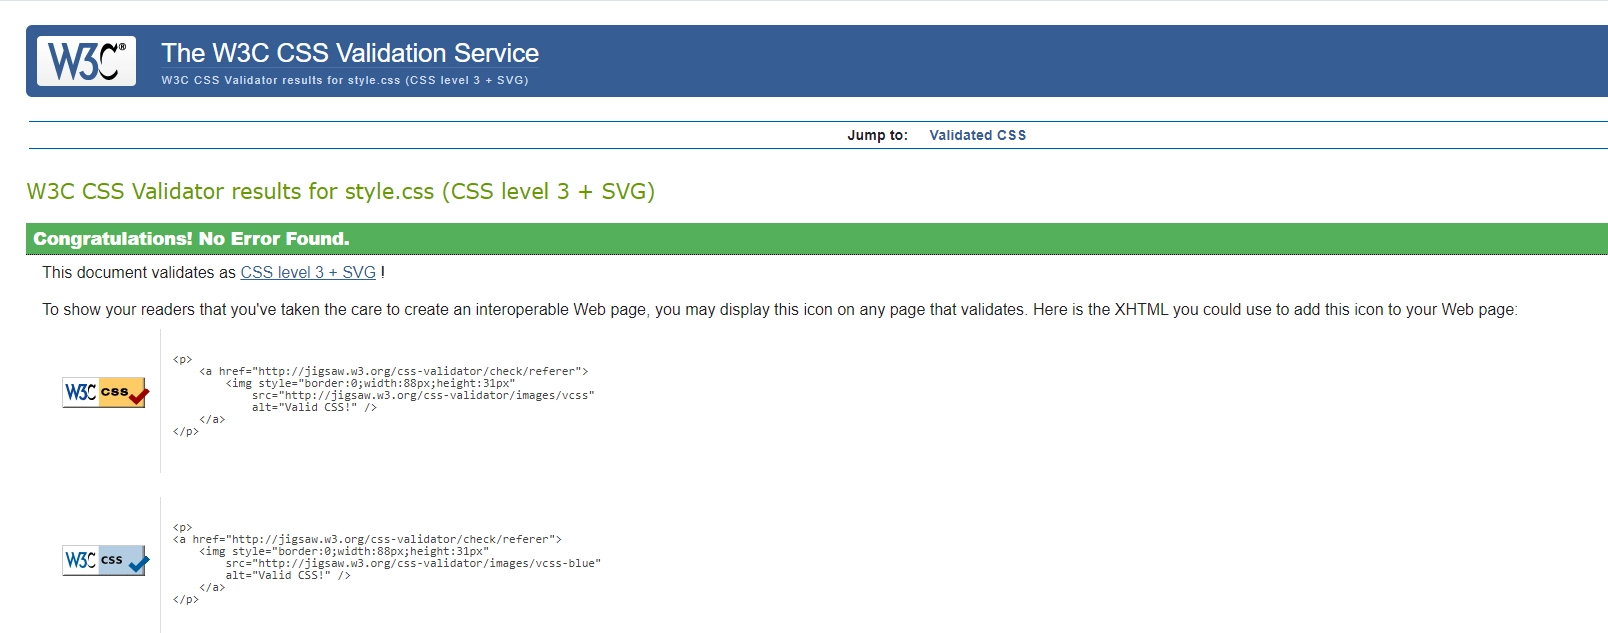 W3C®
The W3C CSS Validation Service
W3C CSS Validator results for style.css (CSS level 3 + SVG)
Jump to: Validated CSS
W3C CSS Validator results for style.css (CSS level 3 + SVG)
Congratulations! No Error Found.
This document validates as CSS level 3 + SVG !
To show your readers that you've taken the care to create an interoperable Web page, you may display this icon on any page that validates. Here is the XHTML you could use to add this icon to your Web page:
W3C css
<p>
    <a href="http://jigsaw.w3.org/css-validator/check/referer">
        <img style="border:0;width:88px;height:31px"
            src="http://jigsaw.w3.org/css-validator/images/vcss"
            alt="Valid CSS!" />
    </a>
</p>
W3C css
<p>
<a href="http://jigsaw.w3.org/css-validator/check/referer">
    <img style="border:0;width:88px;height:31px"
        src="http://jigsaw.w3.org/css-validator/images/vcss-blue"
        alt="Valid CSS!" />
    </a>
</p>